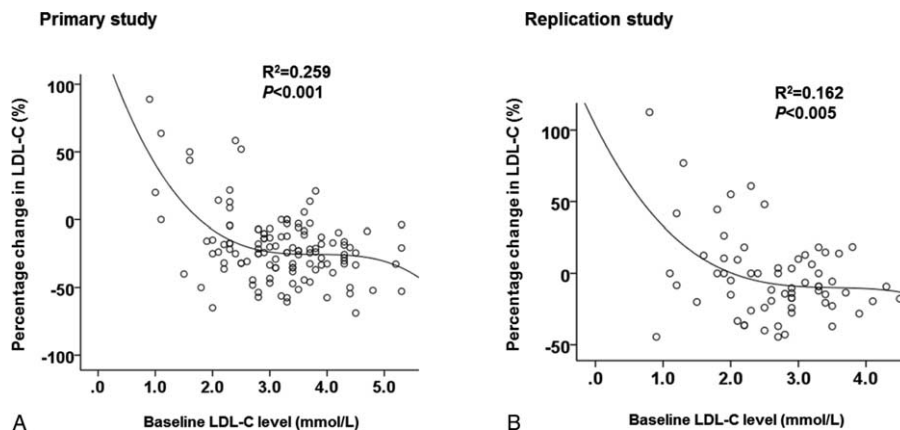 Primary study
R²=0.259
P<0.001
Percentage change in LDL-C (%)
100
50
0
-50
-100
.0 1.0 2.0 3.0 4.0 5.0
A Baseline LDL-C level (mmol/L)
Replication study
R²=0.162
P<0.005
Percentage change in LDL-C (%)
100
50
0
-50
.0 1.0 2.0 3.0 4.0
B Baseline LDL-C level (mmol/L)